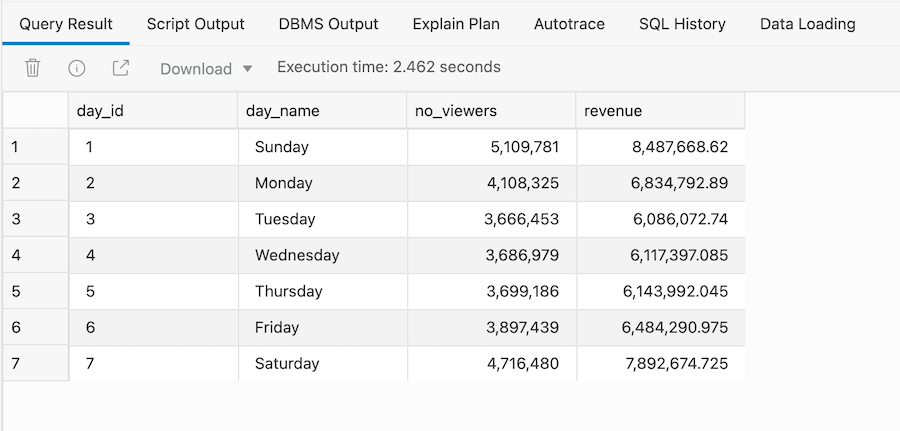 Query Result Script Output DBMS Output Explain Plan Autotrace SQL History Data Loading
Download Execution time: 2.462 seconds
day_id day_name no_viewers revenue
1 1 Sunday 5,109,781 8,487,668.62
2 2 Monday 4,108,325 6,834,792.89
3 3 Tuesday 3,666,453 6,086,072.74
4 4 Wednesday 3,686,979 6,117,397.085
5 5 Thursday 3,699,186 6,143,992.045
6 6 Friday 3,897,439 6,484,290.975
7 7 Saturday 4,716,480 7,892,674.725